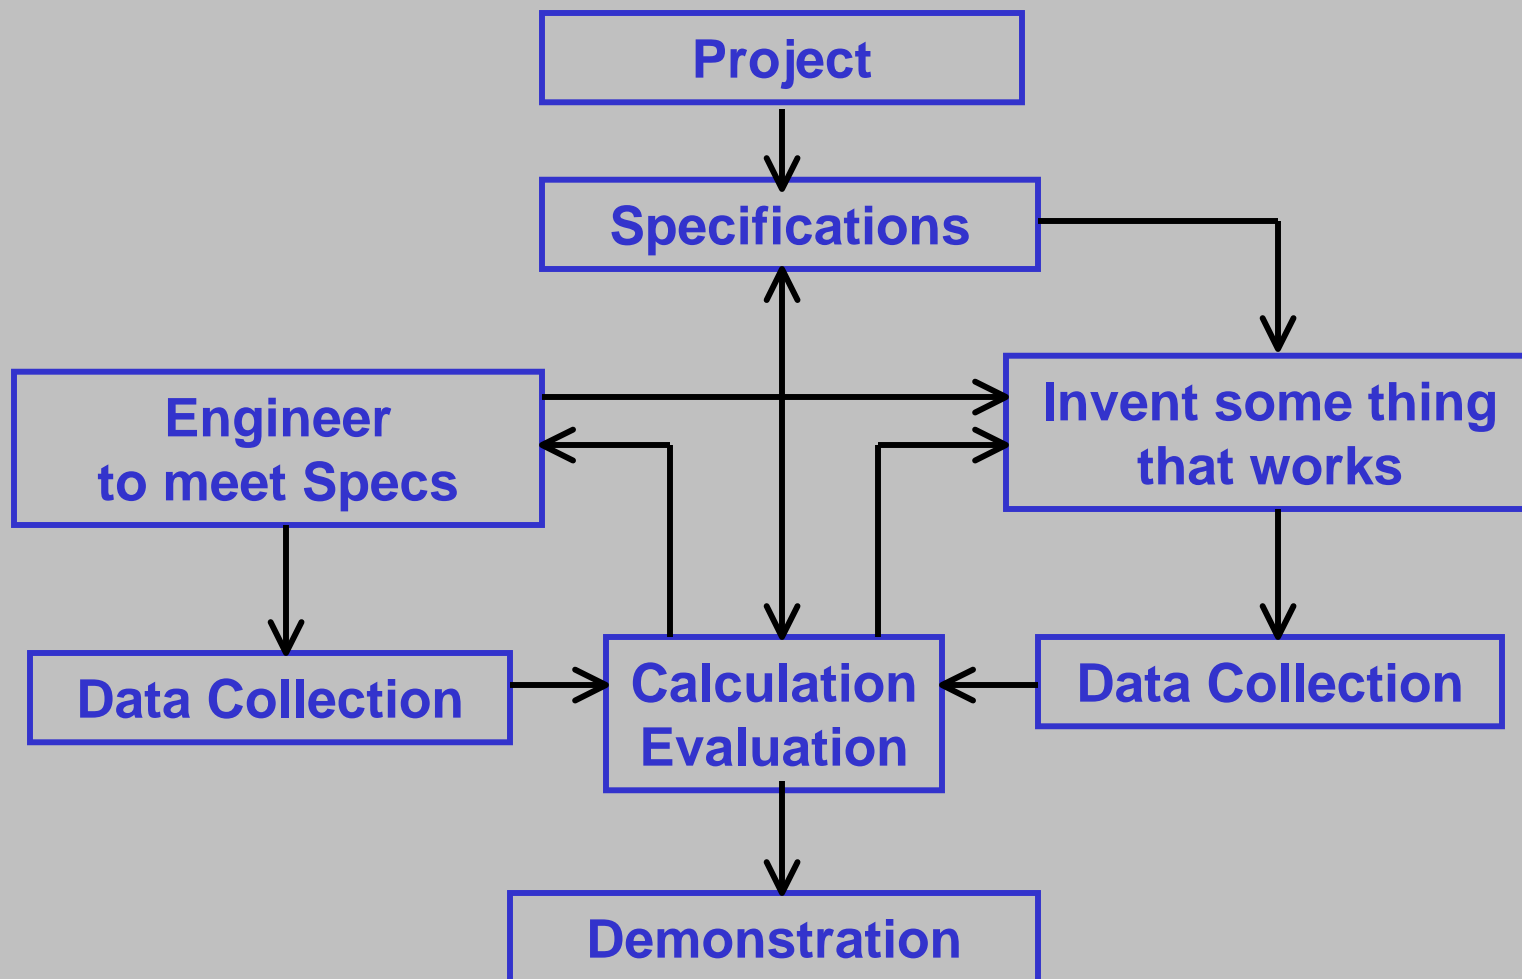 Project
Specifications
Engineer
to meet Specs
Invent some thing
that works
Data Collection
Calculation
Evaluation
Data Collection
Demonstration